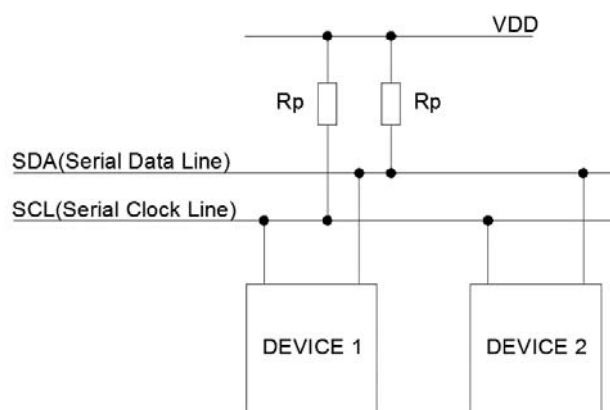 VDD
Rp Rp
SDA(Serial Data Line)
SCL(Serial Clock Line)
DEVICE 1 DEVICE 2